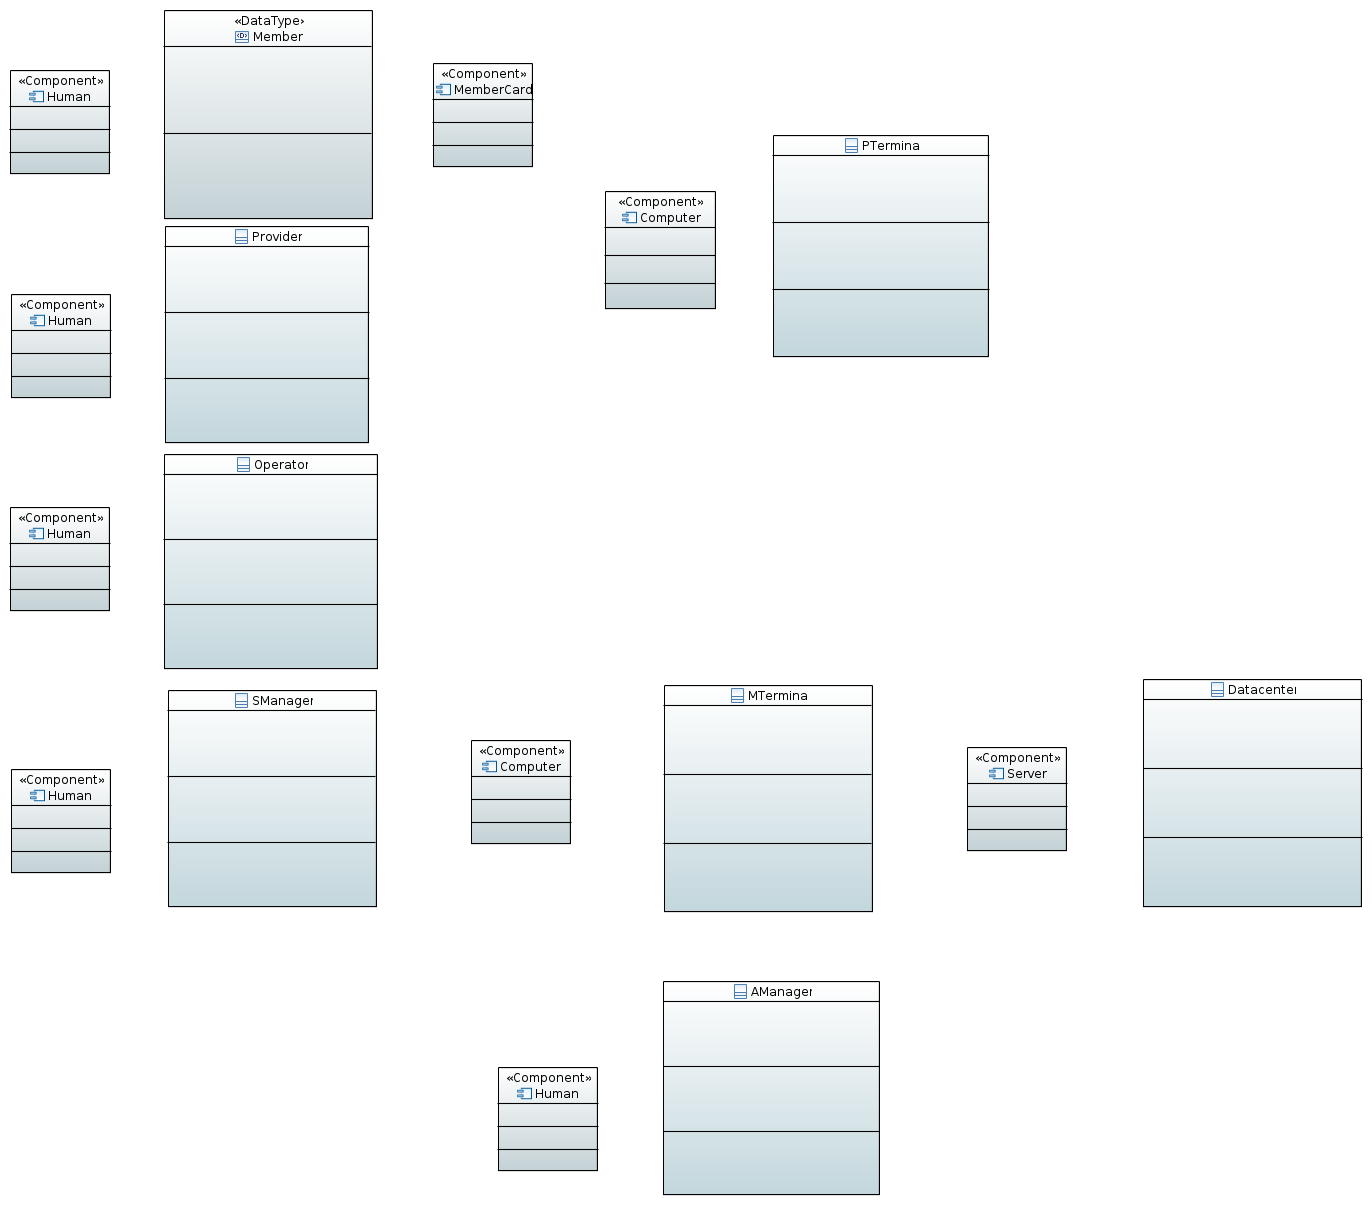 «DataType»
Member
«Component»
Human
«Component»
MemberCard
PTermina
«Component»
Computer
Provider
«Component»
Human
Operator
«Component»
Human
SManager
«Component»
Human
«Component»
Computer
MTermina
«Component»
Server
Datacenter
AManager
«Component»
Human